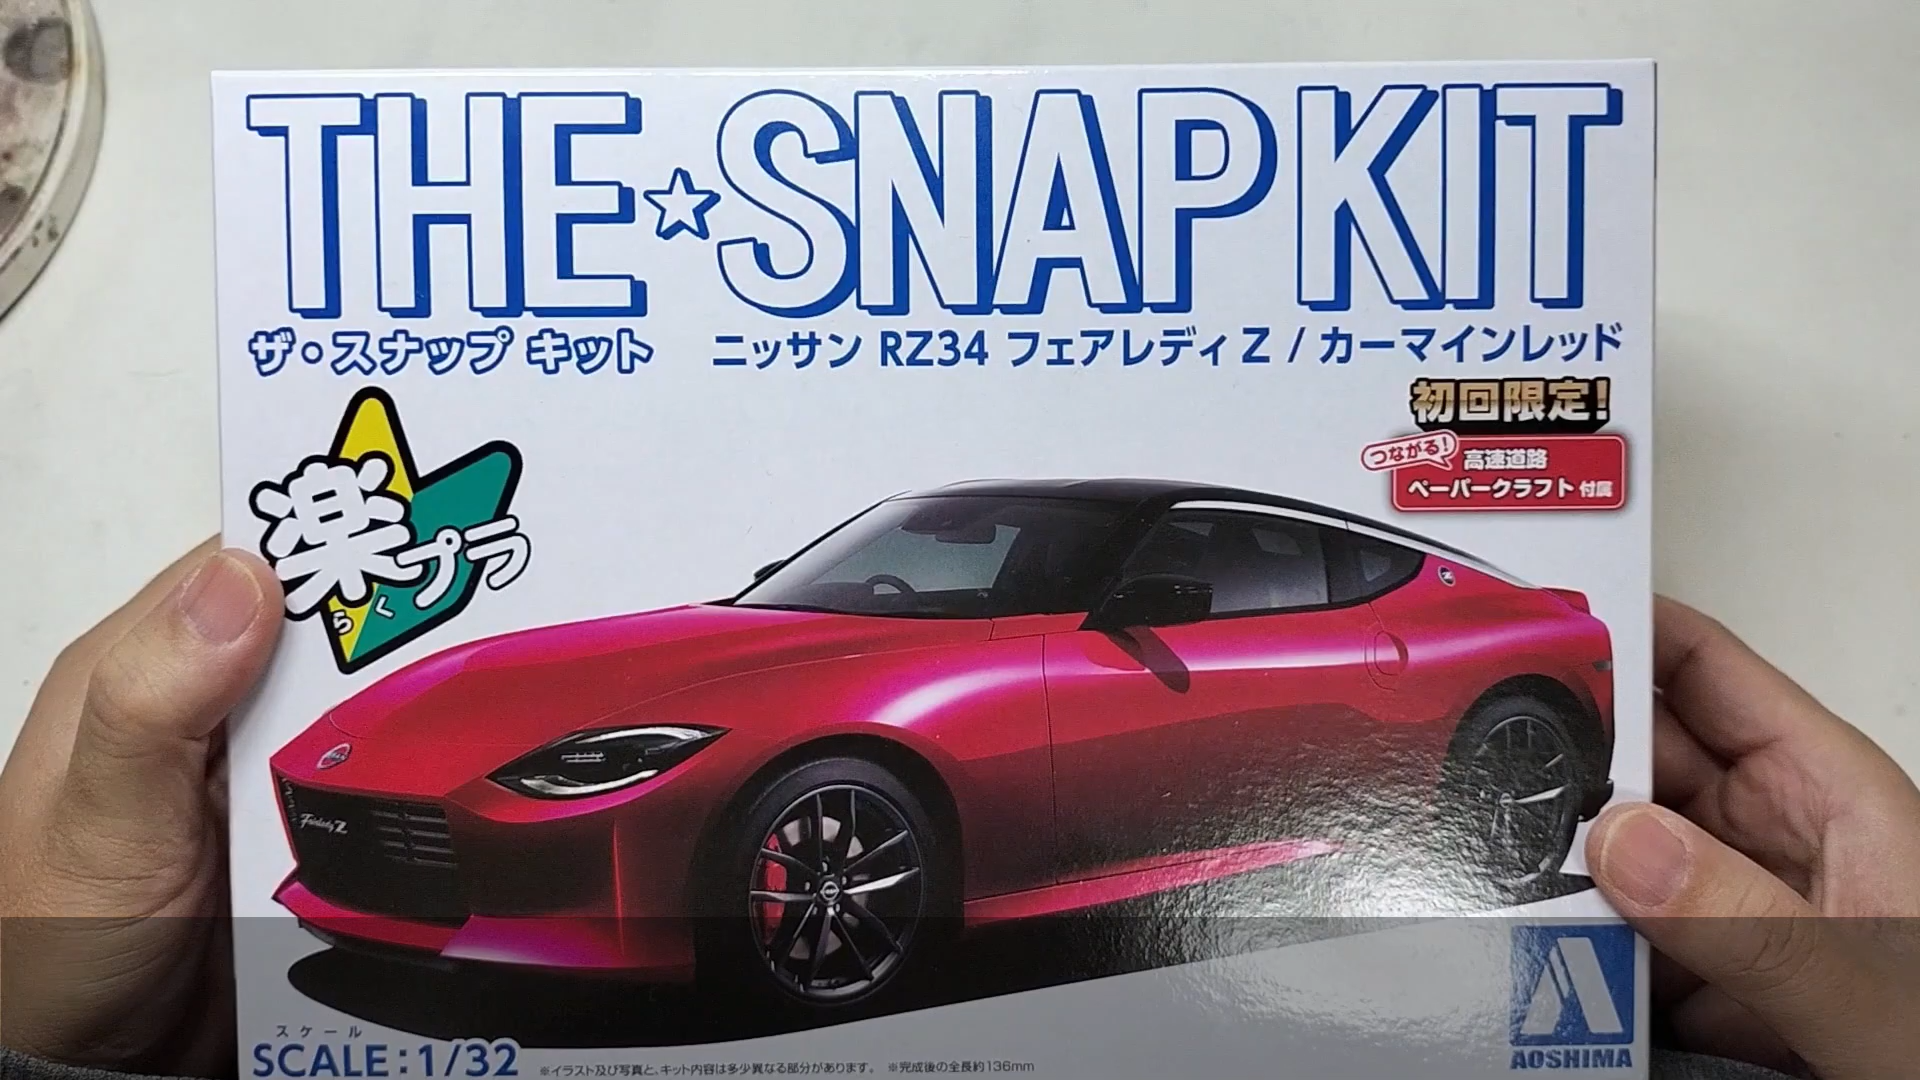 THE☆SNAP KIT
ザ・スナップ キット
ニッサン RZ34 フェアレディ Z / カーマインレッド
初回限定!
つながる!
高速道路
ペーパークラフト 付属
楽プラ
らく
Fairlady Z
スケール
SCALE:1/32
※イラスト及び写真と、キット内容は多少異なる部分があります。 ※完成後の全長約136mm
AOSHIMA